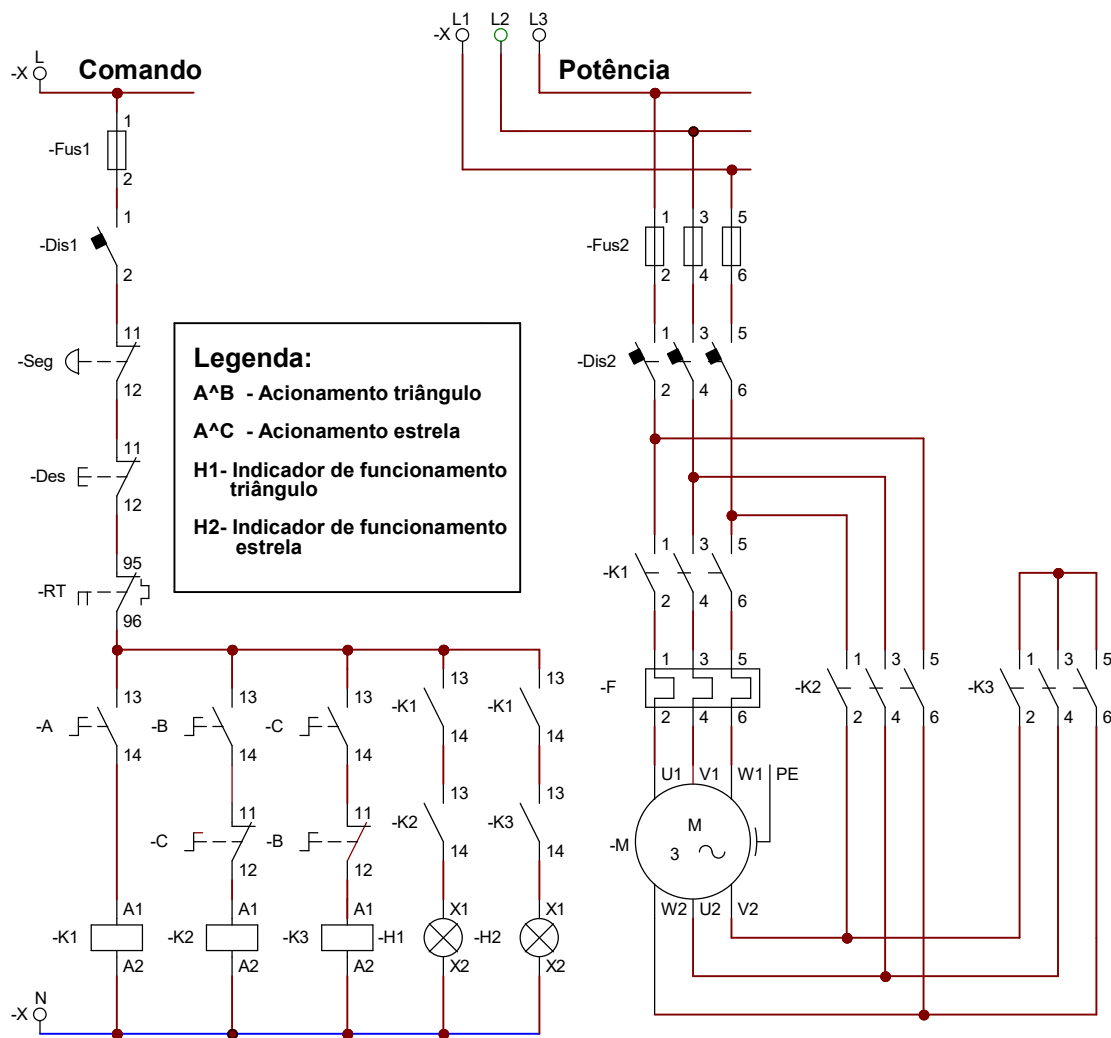 L1 L2 L3
-X
L
-X
Comando
Potência
1
-Fus1
2
1
-Dis1
2
11
-Seg
12
11
-Des
12
95
-RT
96
Legenda:
A^B - Acionamento triângulo
A^C - Acionamento estrela
H1- Indicador de funcionamento
triângulo
H2- Indicador de funcionamento
estrela
13 13 13 13 13
-A -B -C -K1 -K1
14 14 14 14 14
11 11 13 13
-C -B -K2 -K3
12 12 14 14
A1 A1 A1 X1 X1
-K1 -K2 -K3 -H1 -H2
A2 A2 A2 X2 X2
N
-X
1 3 5
-Fus2
2 4 6
1 3 5
-Dis2
2 4 6
1 3 5
-K1
2 4 6
1 3 5
-F
2 4 6
1 3 5
-K2
2 4 6
1 3 5
-K3
2 4 6
U1 V1 W1 PE
M
-M
3
W2 U2 V2